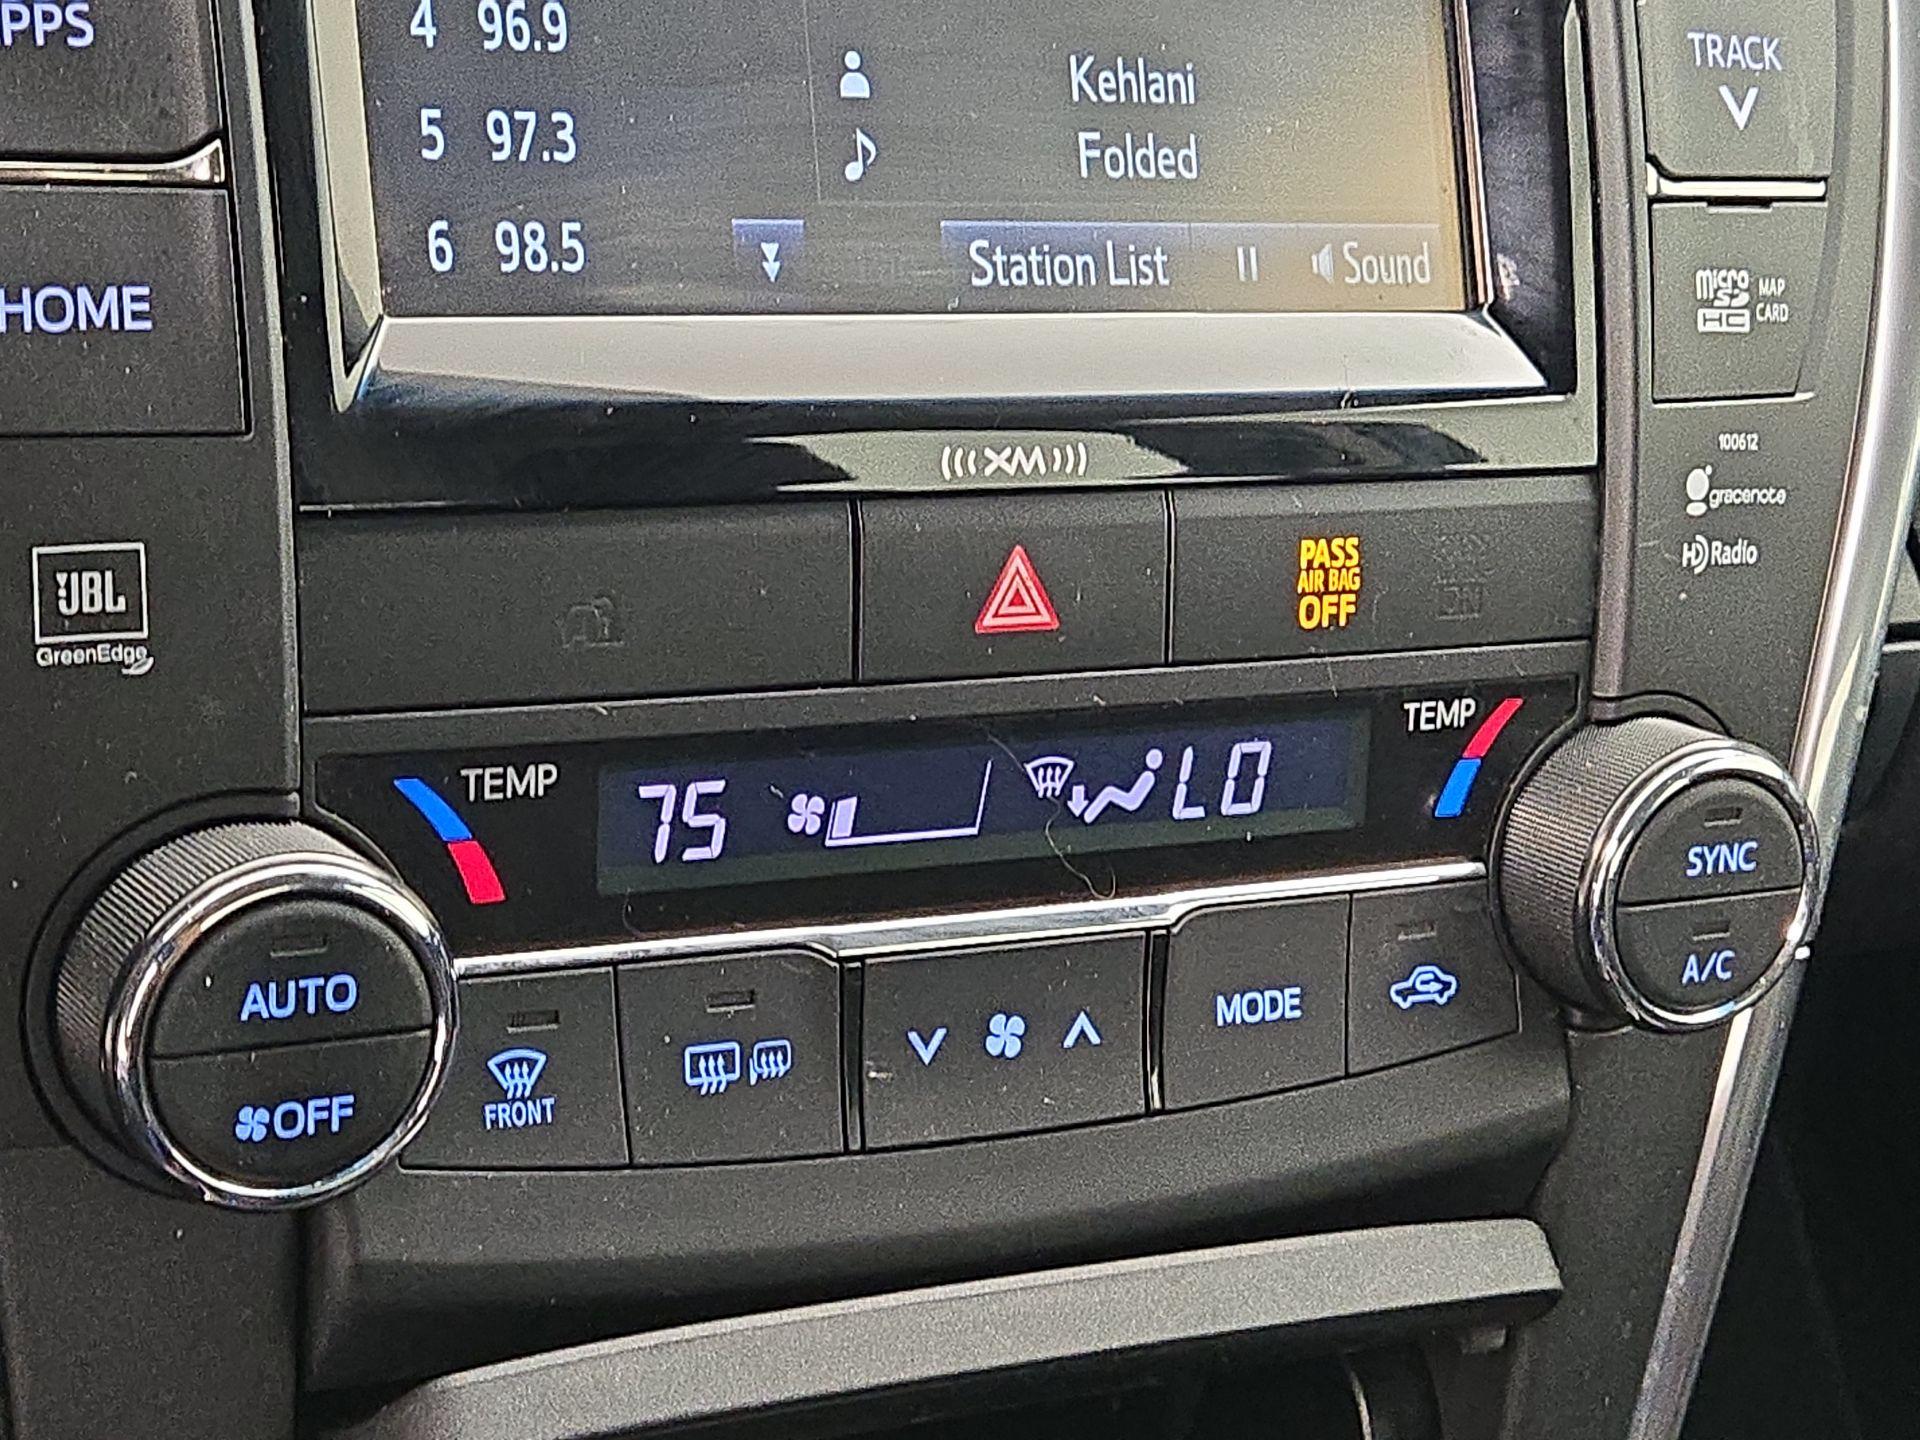 PPS
4 96.9
5 97.3
6 98.5
Kehlani
Folded
Station List
Sound
TRACK
HOME
micro
SD
HC
MAP
CARD
XM
100612
gracenote
HD Radio
JBL
GreenEdge
PASS
AIR BAG
OFF
TEMP
75
LO
TEMP
AUTO
OFF
FRONT
MODE
SYNC
A/C